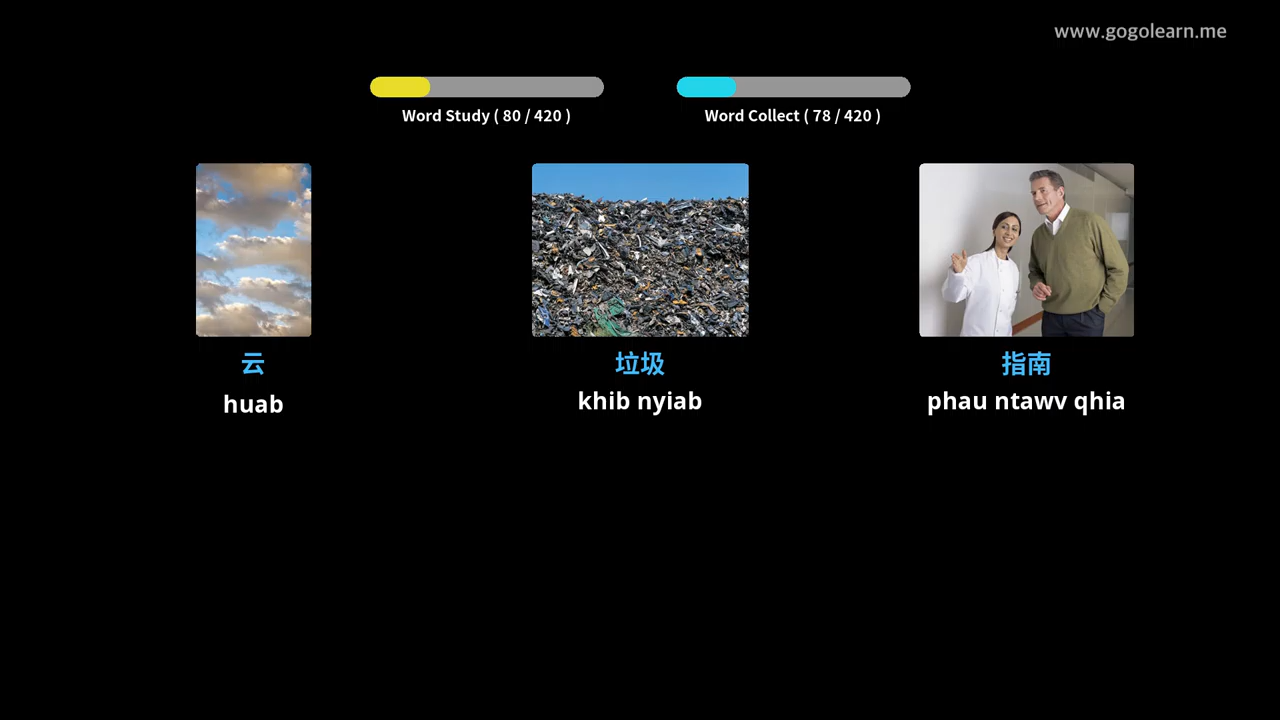 www.gogolearn.me
Word Study ( 80 / 420 )
Word Collect ( 78 / 420 )
云
huab
垃圾
khib nyiab
指南
phau ntawv qhia